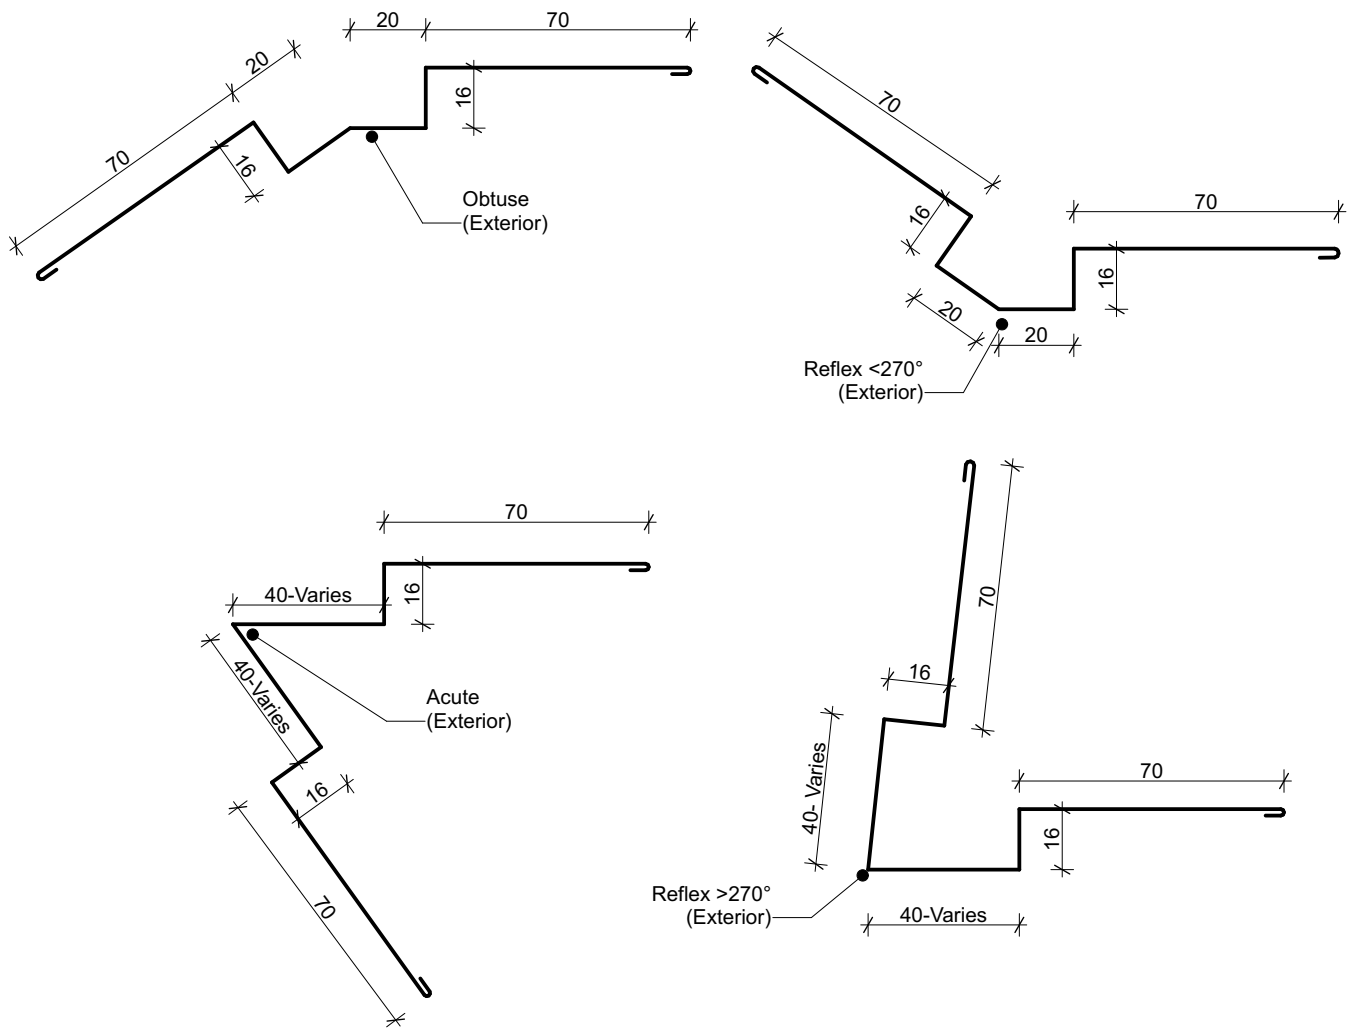 20
70
20
70
16
16
Obtuse
(Exterior)
70
16
70
16
20
20
Reflex <270°
(Exterior)
70
40-Varies
16
40-Varies
Acute
(Exterior)
16
70
70
16
40- Varies
70
16
Reflex >270°
(Exterior)
40-Varies